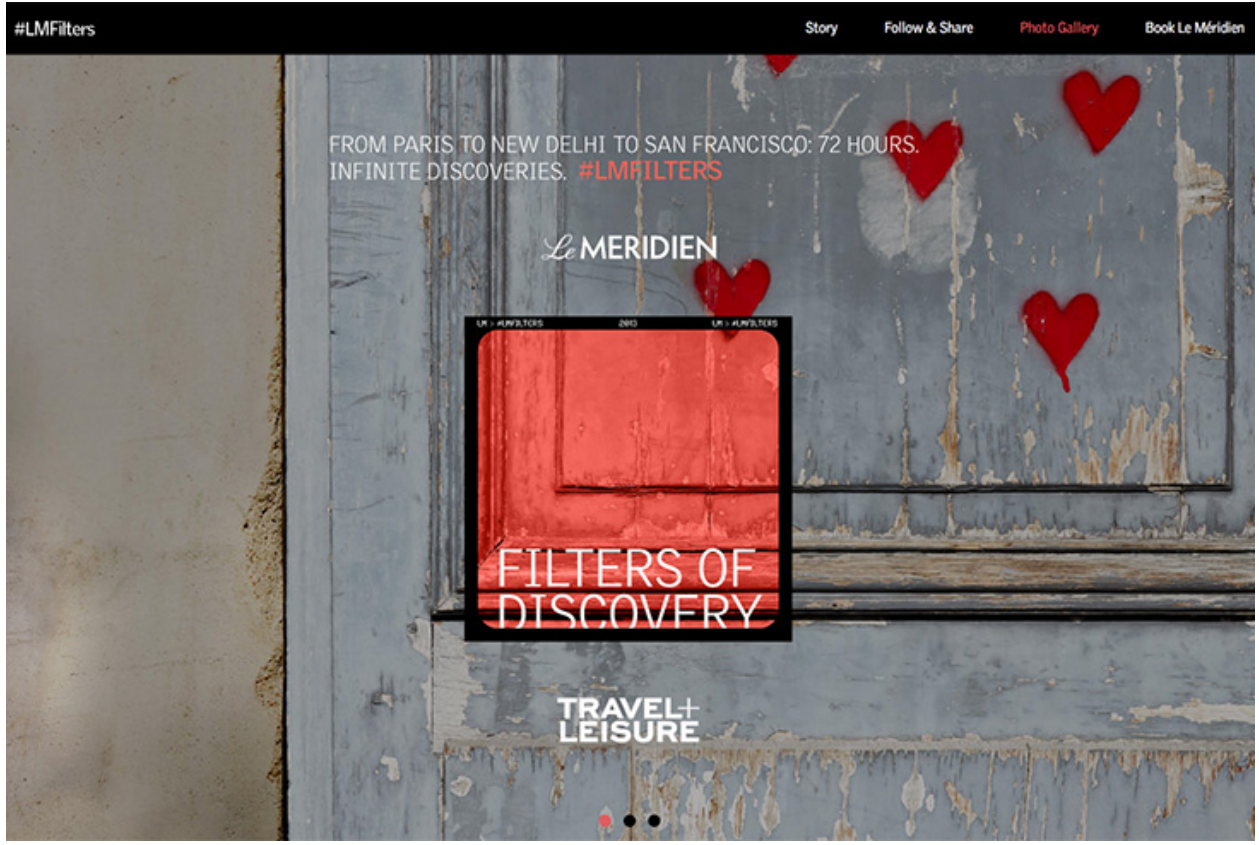 #LMFilters
Story
Follow & Share
Photo Gallery
Book Le Méridien
FROM PARIS TO NEW DELHI TO SAN FRANCISCO: 72 HOURS.
INFINITE DISCOVERIES. #LMFILTERS
Le MERIDIEN
LM > #LMFILTERS 2013 LM > #LMFILTERS
FILTERS OF
DISCOVERY
TRAVEL+
LEISURE